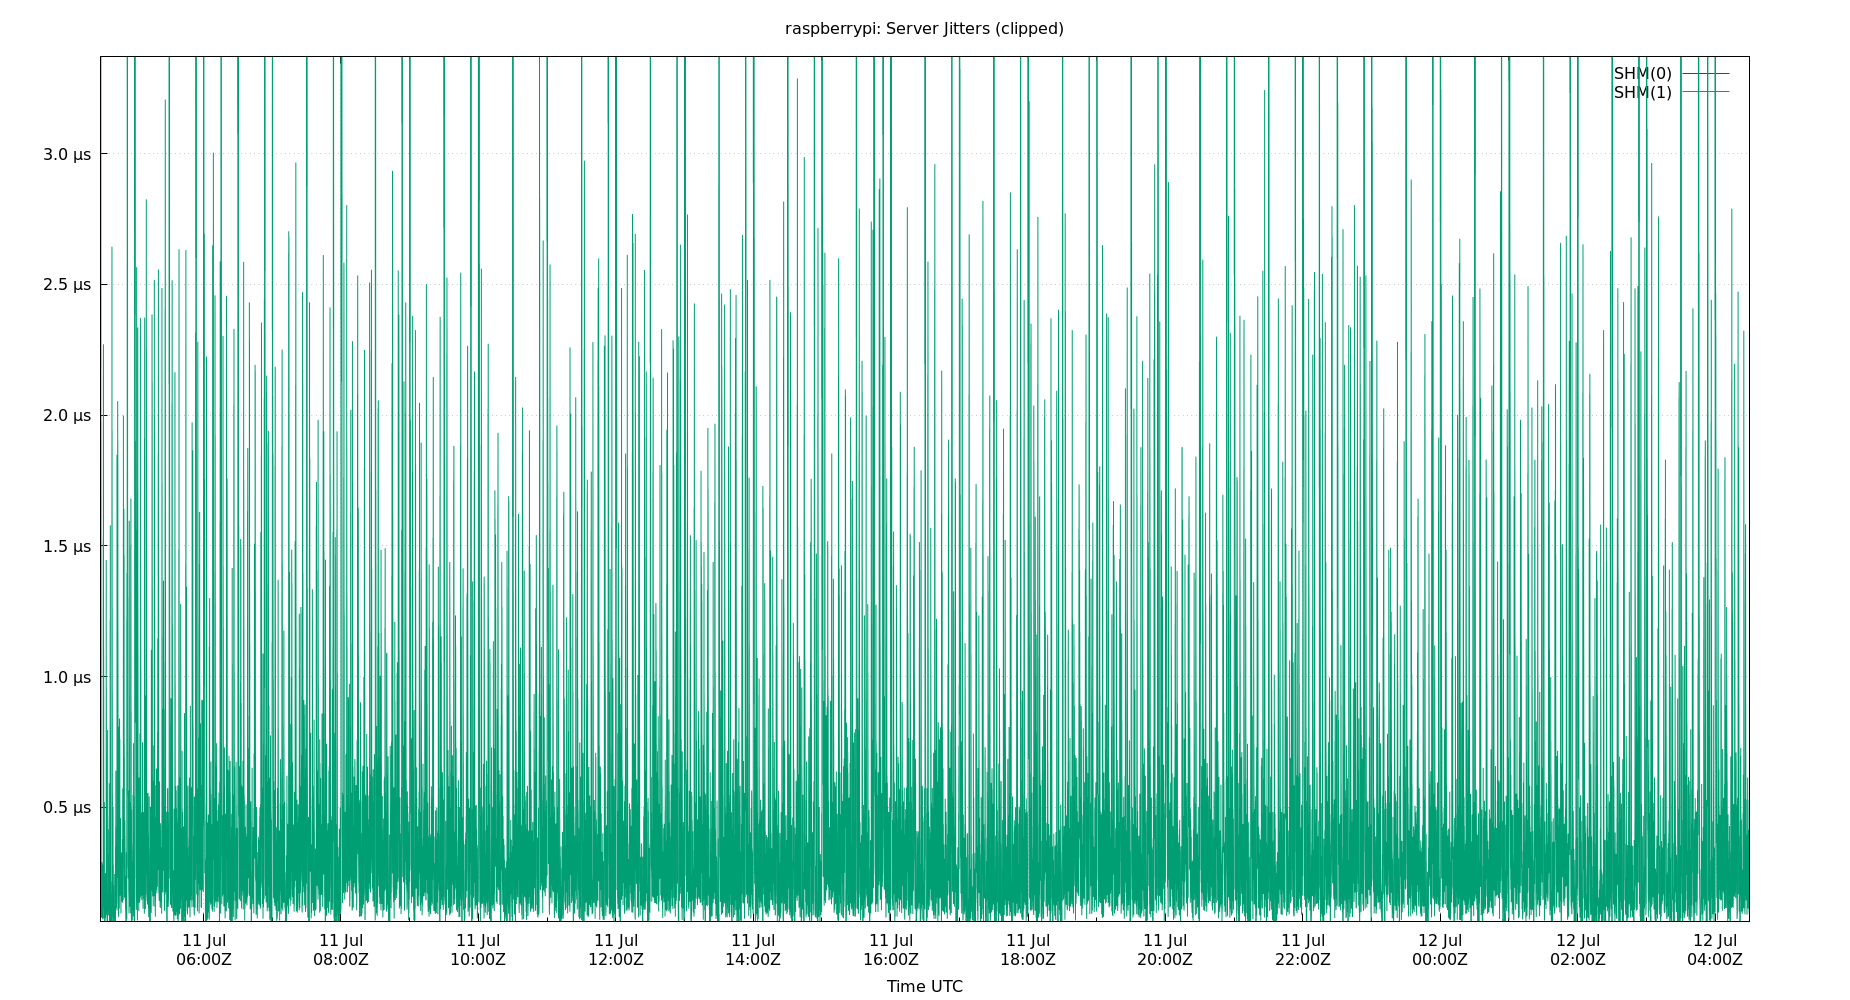 raspberrypi: Server Jitters (clipped)
SHM(0)
SHM(1)
3.0 µs
2.5 µs
2.0 µs
1.5 µs
1.0 µs
0.5 µs
11 Jul 11 Jul 11 Jul 11 Jul 11 Jul 11 Jul 11 Jul 11 Jul 11 Jul 12 Jul 12 Jul 12 Jul
06:00Z 08:00Z 10:00Z 12:00Z 14:00Z 16:00Z 18:00Z 20:00Z 22:00Z 00:00Z 02:00Z 04:00Z
Time UTC